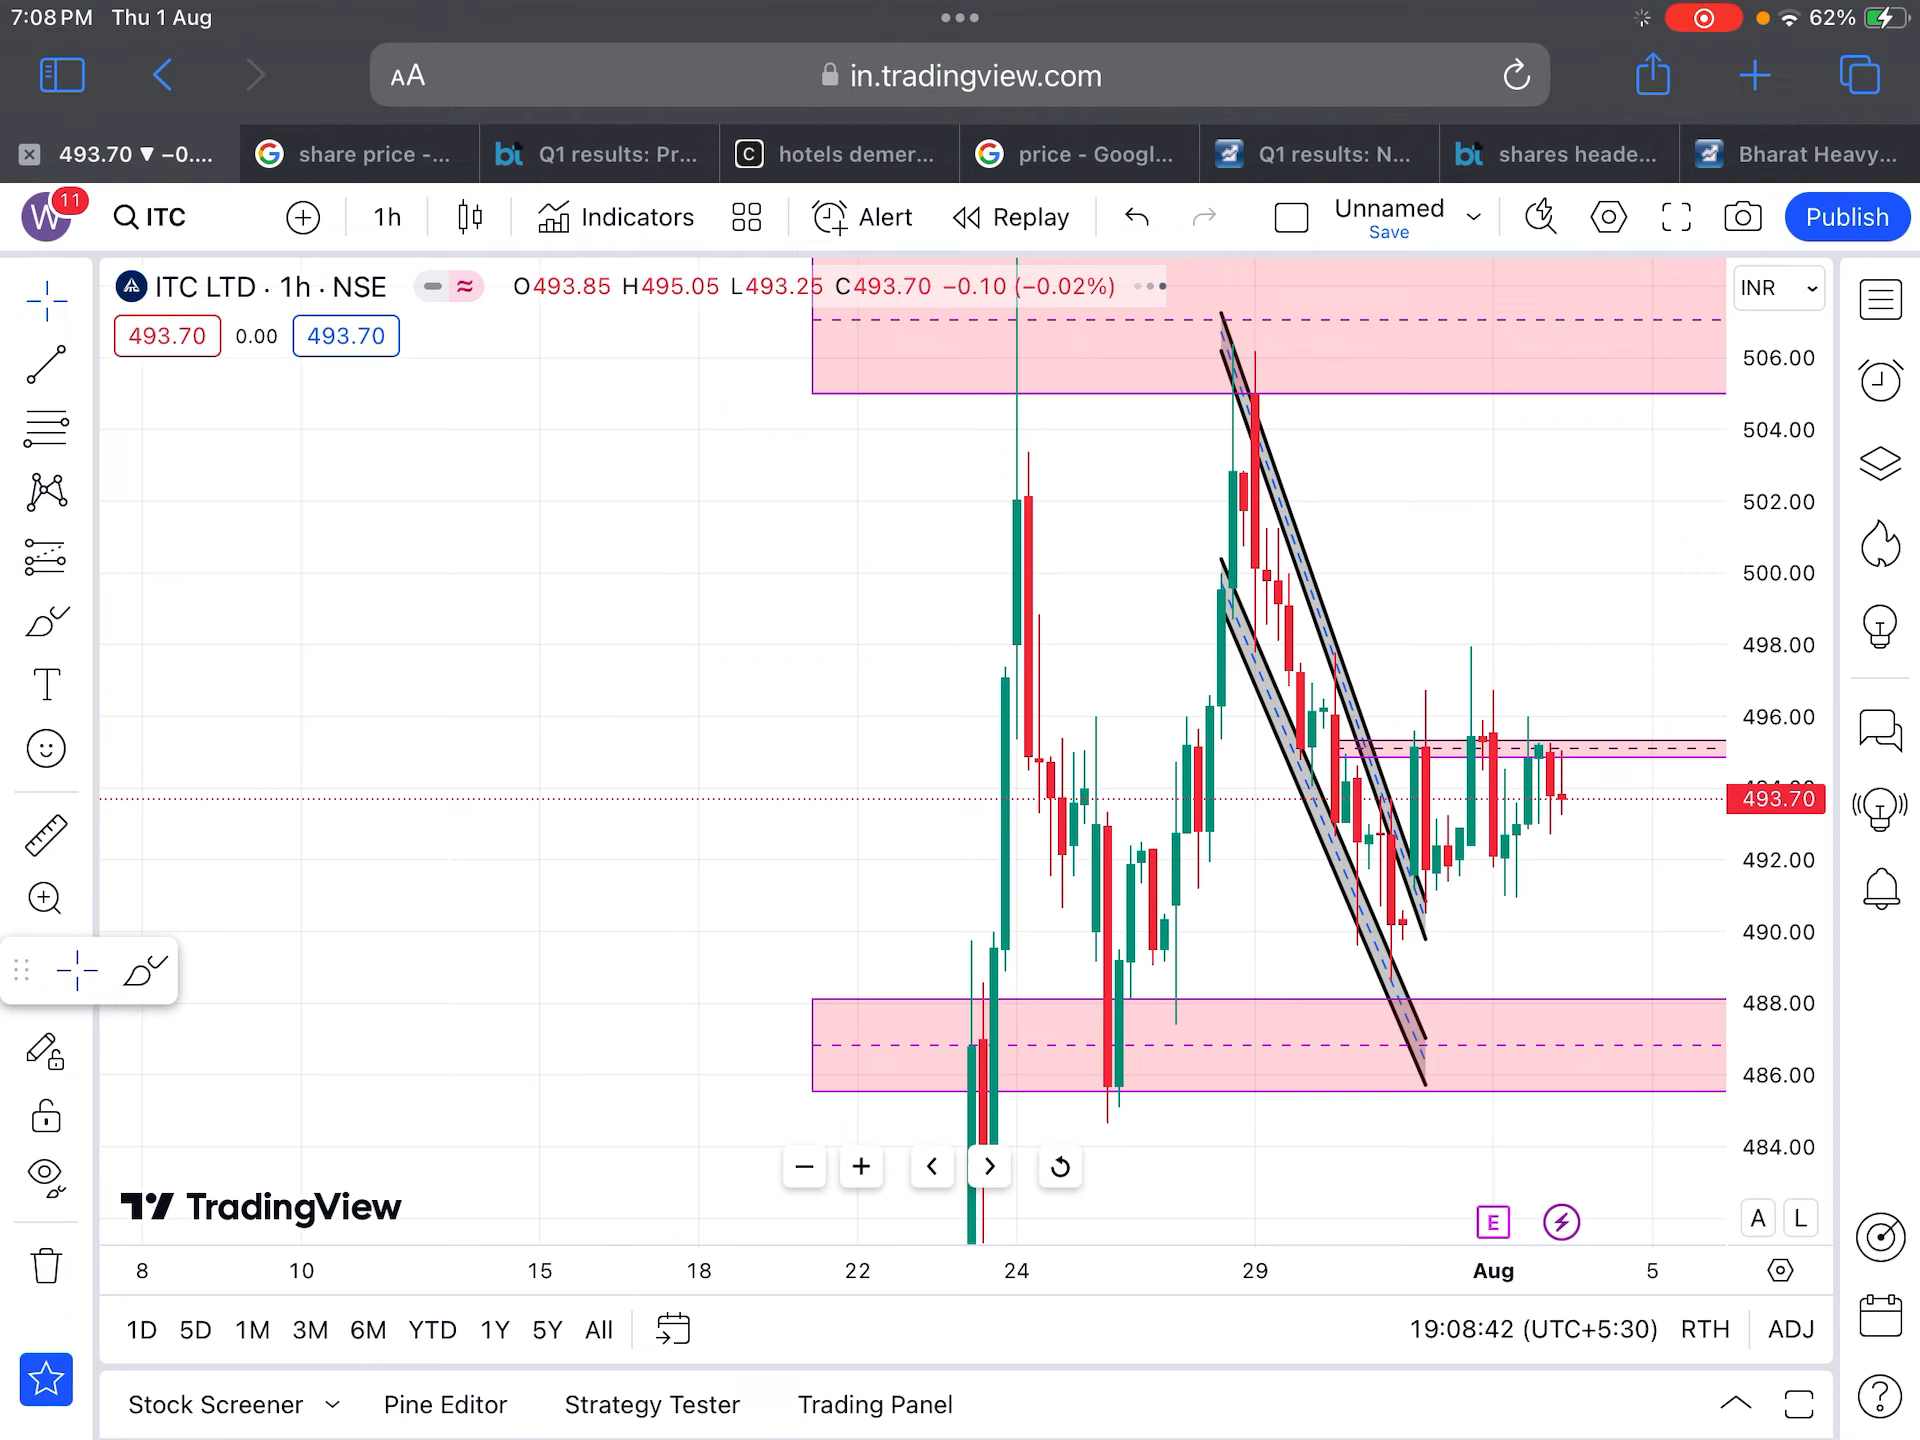 7:08 PM Thu 1 Aug
62%
AA
in.tradingview.com
493.70 ▼ −0....
share price -...
bt Q1 results: Pr...
C hotels demer...
price - Googl...
Q1 results: N...
bt shares heade...
Bharat Heavy...
W 11
ITC
1h
Indicators
Alert
Replay
Unnamed
Save
Publish
ITC LTD · 1h · NSE
O493.85 H495.05 L493.25 C493.70 −0.10 (−0.02%)
INR
493.70 0.00 493.70
506.00
504.00
502.00
500.00
498.00
496.00
494.00
493.70
492.00
490.00
488.00
486.00
484.00
T
TradingView
E
A L
8 10 15 18 22 24 29 Aug 5
1D 5D 1M 3M 6M YTD 1Y 5Y All
19:08:42 (UTC+5:30) RTH ADJ
Stock Screener Pine Editor Strategy Tester Trading Panel